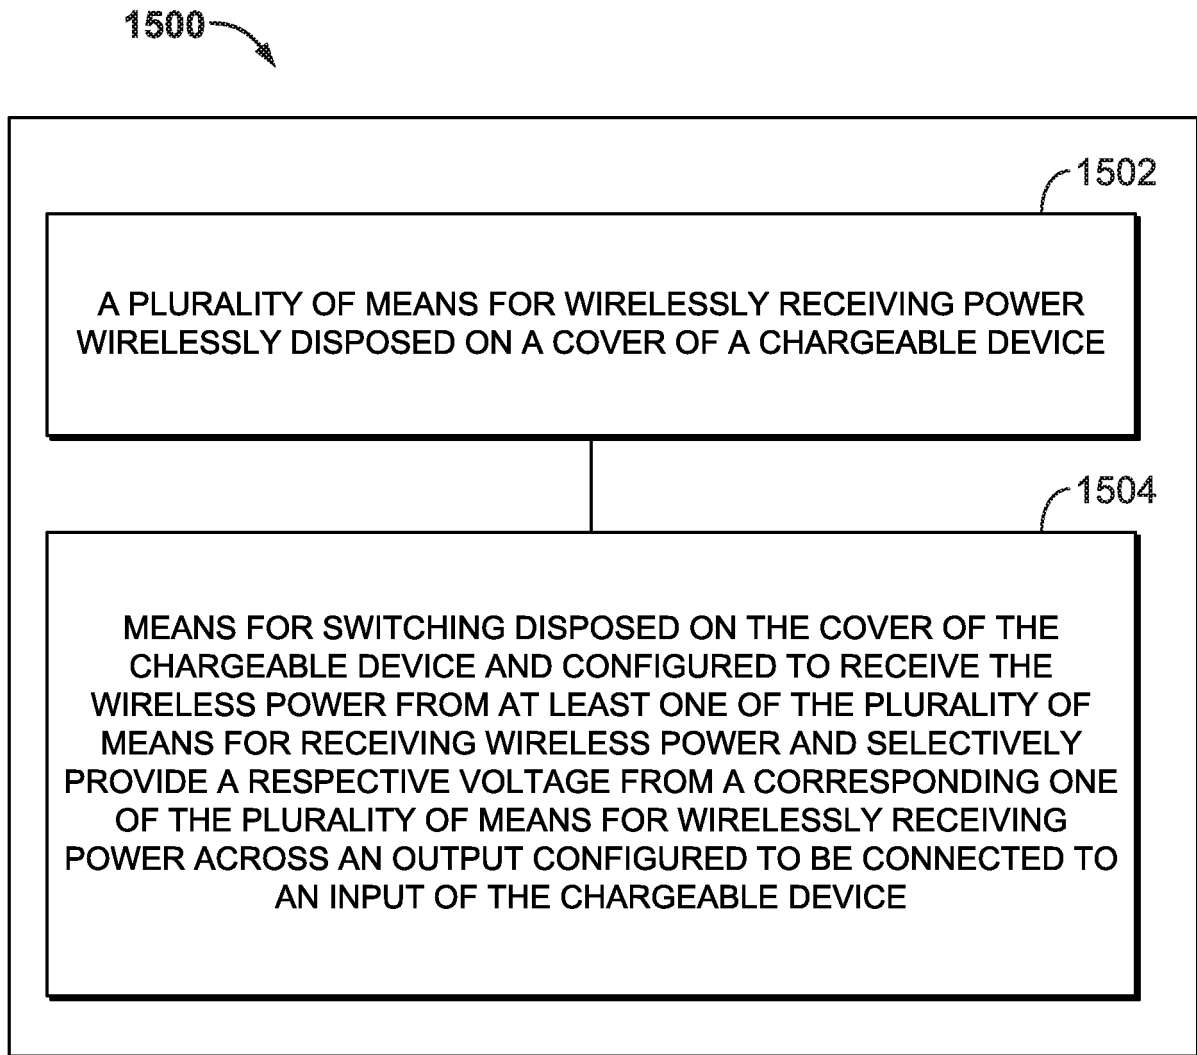 1500
1502
A PLURALITY OF MEANS FOR WIRELESSLY RECEIVING POWER
WIRELESSLY DISPOSED ON A COVER OF A CHARGEABLE DEVICE
1504
MEANS FOR SWITCHING DISPOSED ON THE COVER OF THE
CHARGEABLE DEVICE AND CONFIGURED TO RECEIVE THE
WIRELESS POWER FROM AT LEAST ONE OF THE PLURALITY OF
MEANS FOR RECEIVING WIRELESS POWER AND SELECTIVELY
PROVIDE A RESPECTIVE VOLTAGE FROM A CORRESPONDING ONE
OF THE PLURALITY OF MEANS FOR WIRELESSLY RECEIVING
POWER ACROSS AN OUTPUT CONFIGURED TO BE CONNECTED TO
AN INPUT OF THE CHARGEABLE DEVICE